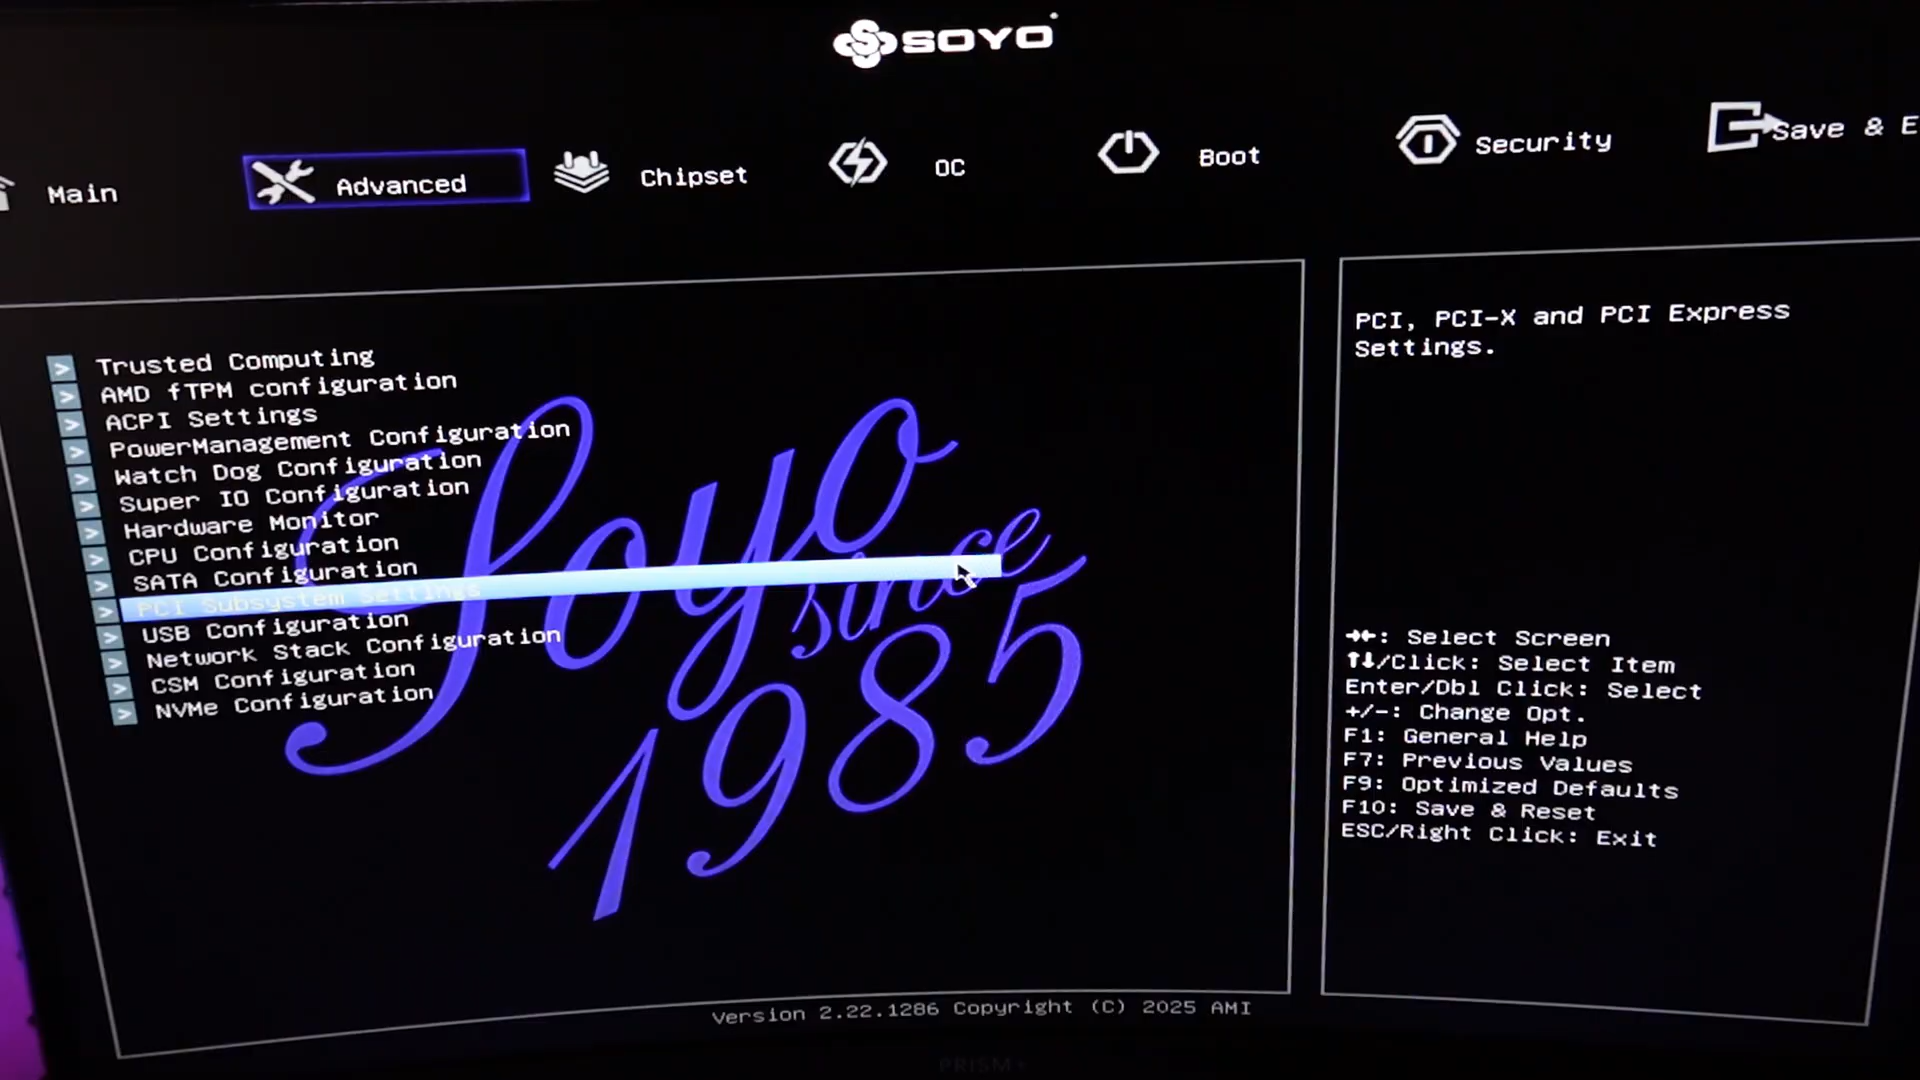 SOYO
Main
Advanced
Chipset
OC
Boot
Security
Save & E
Trusted Computing
AMD fTPM configuration
ACPI Settings
PowerManagement Configuration
Watch Dog Configuration
Super IO Configuration
Hardware Monitor
CPU Configuration
SATA Configuration
PCI Subsystem Settings
USB Configuration
Network Stack Configuration
CSM Configuration
NVMe Configuration
Soyo
since
1985
PCI, PCI-X and PCI Express
Settings.
→←: Select Screen
↑↓/Click: Select Item
Enter/Dbl Click: Select
+/-: Change Opt.
F1: General Help
F7: Previous Values
F9: Optimized Defaults
F10: Save & Reset
ESC/Right Click: Exit
Version 2.22.1286 Copyright (C) 2025 AMI
PRISM+